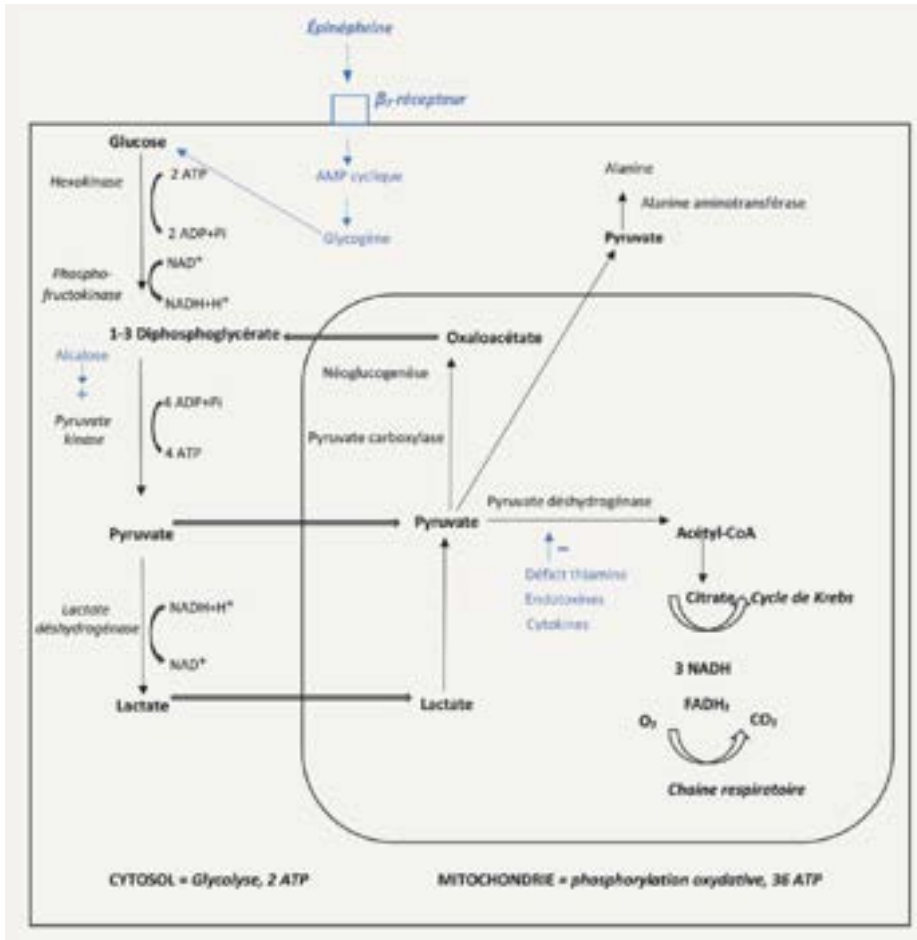 Épinéphrine
β₂-récepteur
Glucose
Hexokinase
2 ATP
2 ADP+Pi
AMP cyclique
Glycogène
Alanine
Alanine aminotransférase
Pyruvate
Phospho-
fructokinase
NAD⁺
NADH+H⁺
1-3 Diphosphoglycérate
Oxaloacétate
Alcalose
+
Néoglucogenèse
Pyruvate
kinase
4 ADP+Pi
4 ATP
Pyruvate carboxylase
Pyruvate
Pyruvate
Pyruvate déshydrogénase
Acétyl-CoA
–
Déficit thiamine
Endotoxines
Cytokines
Citrate
Cycle de Krebs
Lactate
déshydrogénase
NADH+H⁺
NAD⁺
3 NADH
FADH₂
Lactate
Lactate
O₂
CO₂
Chaine respiratoire
CYTOSOL = Glycolyse, 2 ATP
MITOCHONDRIE = phosphorylation oxydative, 36 ATP